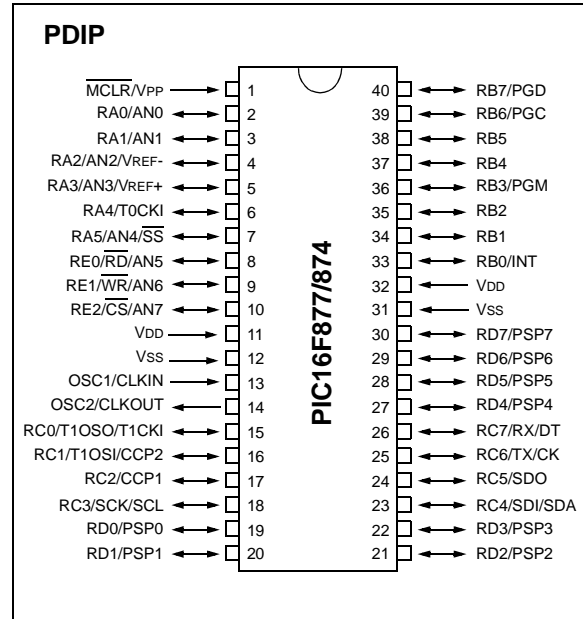 PDIP
MCLR/VPP 1 40 RB7/PGD
RA0/AN0 2 39 RB6/PGC
RA1/AN1 3 38 RB5
RA2/AN2/VREF- 4 37 RB4
RA3/AN3/VREF+ 5 36 RB3/PGM
RA4/T0CKI 6 35 RB2
RA5/AN4/SS 7 34 RB1
RE0/RD/AN5 8 33 RB0/INT
RE1/WR/AN6 9 32 VDD
RE2/CS/AN7 10 31 VSS
VDD 11 30 RD7/PSP7
VSS 12 29 RD6/PSP6
OSC1/CLKIN 13 28 RD5/PSP5
OSC2/CLKOUT 14 27 RD4/PSP4
RC0/T1OSO/T1CKI 15 26 RC7/RX/DT
RC1/T1OSI/CCP2 16 25 RC6/TX/CK
RC2/CCP1 17 24 RC5/SDO
RC3/SCK/SCL 18 23 RC4/SDI/SDA
RD0/PSP0 19 22 RD3/PSP3
RD1/PSP1 20 21 RD2/PSP2
PIC16F877/874